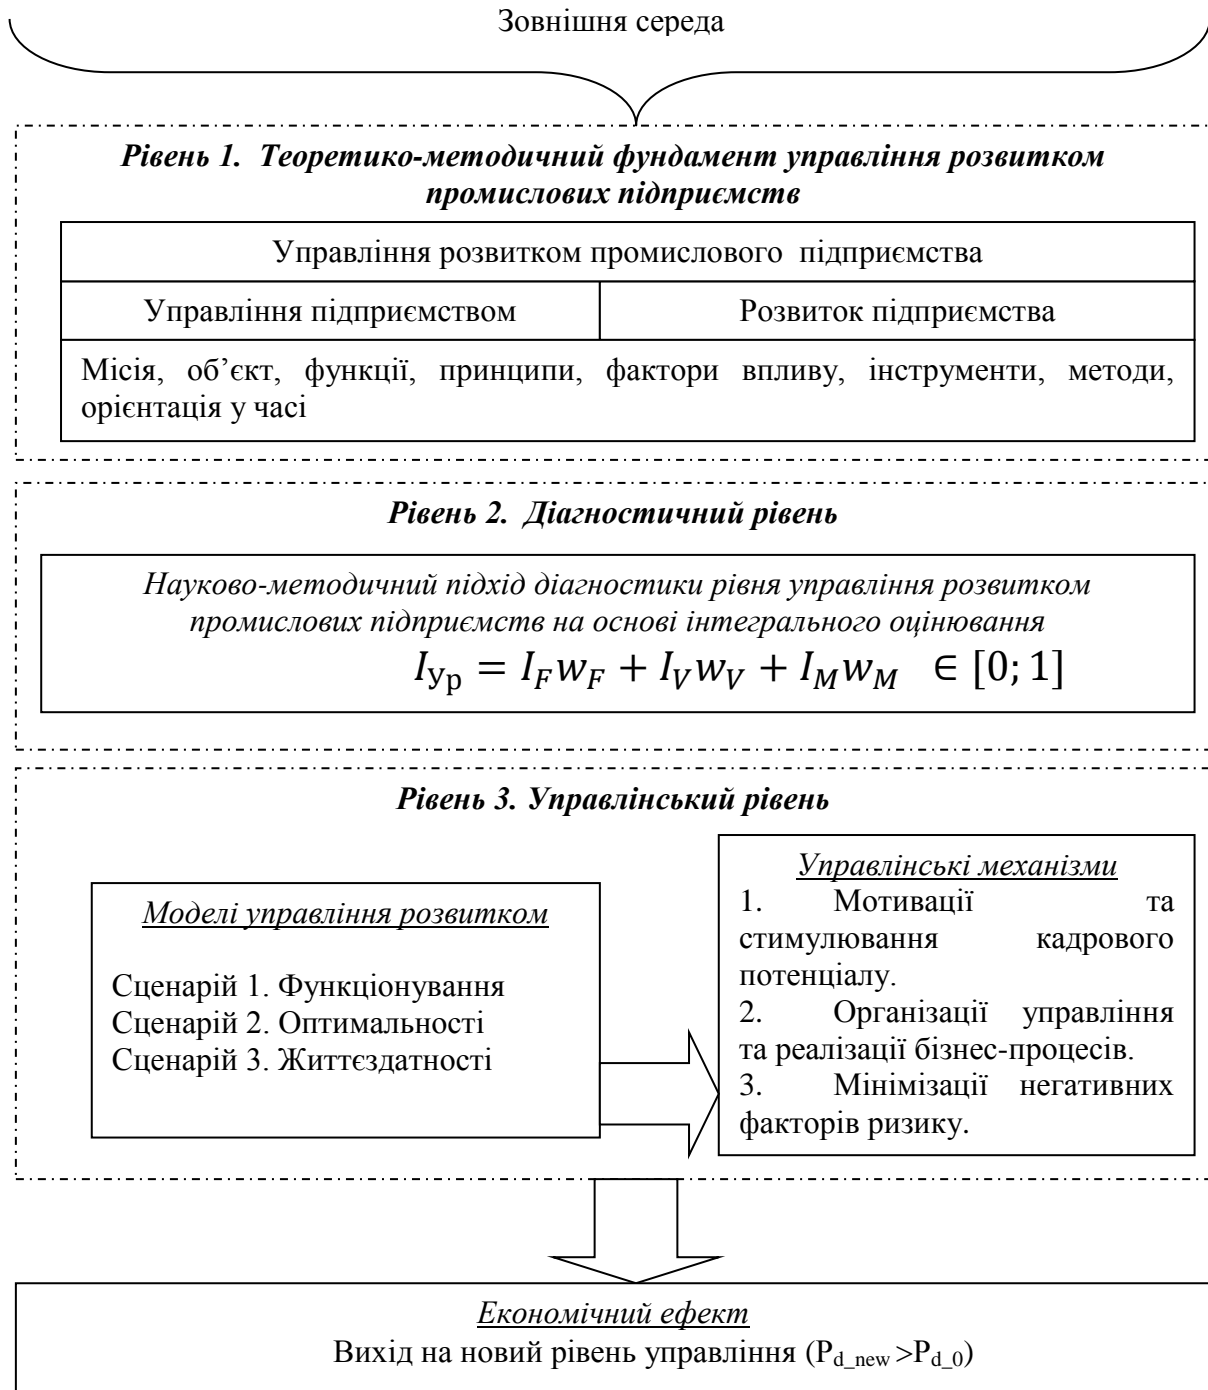 Зовнішня середа
Рівень 1. Теоретико-методичний фундамент управління розвитком
промислових підприємств
Управління розвитком промислового підприємства
Управління підприємством
Розвиток підприємства
Місія, об’єкт, функції, принципи, фактори впливу, інструменти, методи,
орієнтація у часі
Рівень 2. Діагностичний рівень
Науково-методичний підхід діагностики рівня управління розвитком
промислових підприємств на основі інтегрального оцінювання
I_Ур = I_F w_F + I_V w_V + I_M w_M ∈ [0; 1]
Рівень 3. Управлінський рівень
Моделі управління розвитком
Сценарій 1. Функціонування
Сценарій 2. Оптимальності
Сценарій 3. Життєздатності
Управлінські механізми
1. Мотивації та
стимулювання кадрового
потенціалу.
2. Організації управління
та реалізації бізнес-процесів.
3. Мінімізації негативних
факторів ризику.
Економічний ефект
Вихід на новий рівень управління (P_d_new >P_d_0)